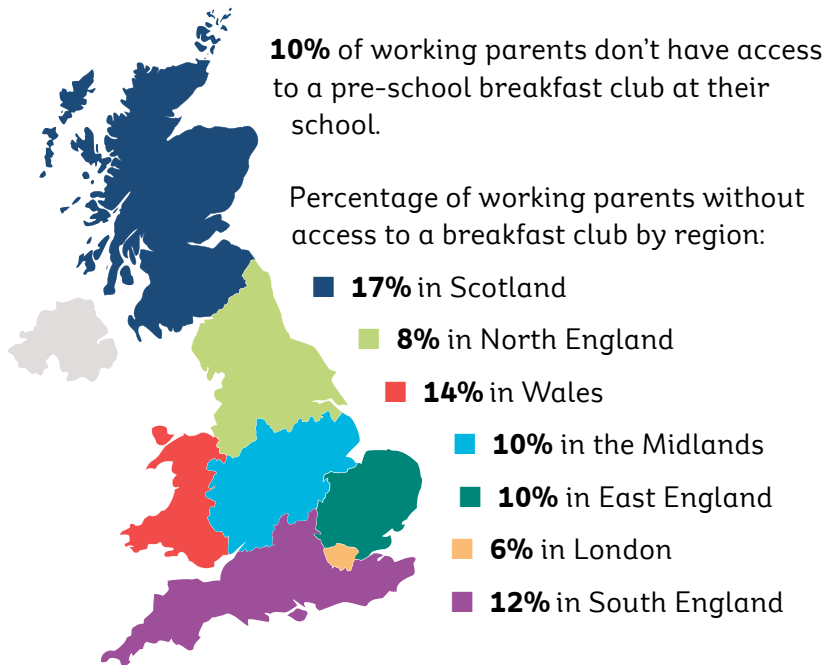 10% of working parents don’t have access
to a pre-school breakfast club at their
school.
Percentage of working parents without
access to a breakfast club by region:
17% in Scotland
8% in North England
14% in Wales
10% in the Midlands
10% in East England
6% in London
12% in South England